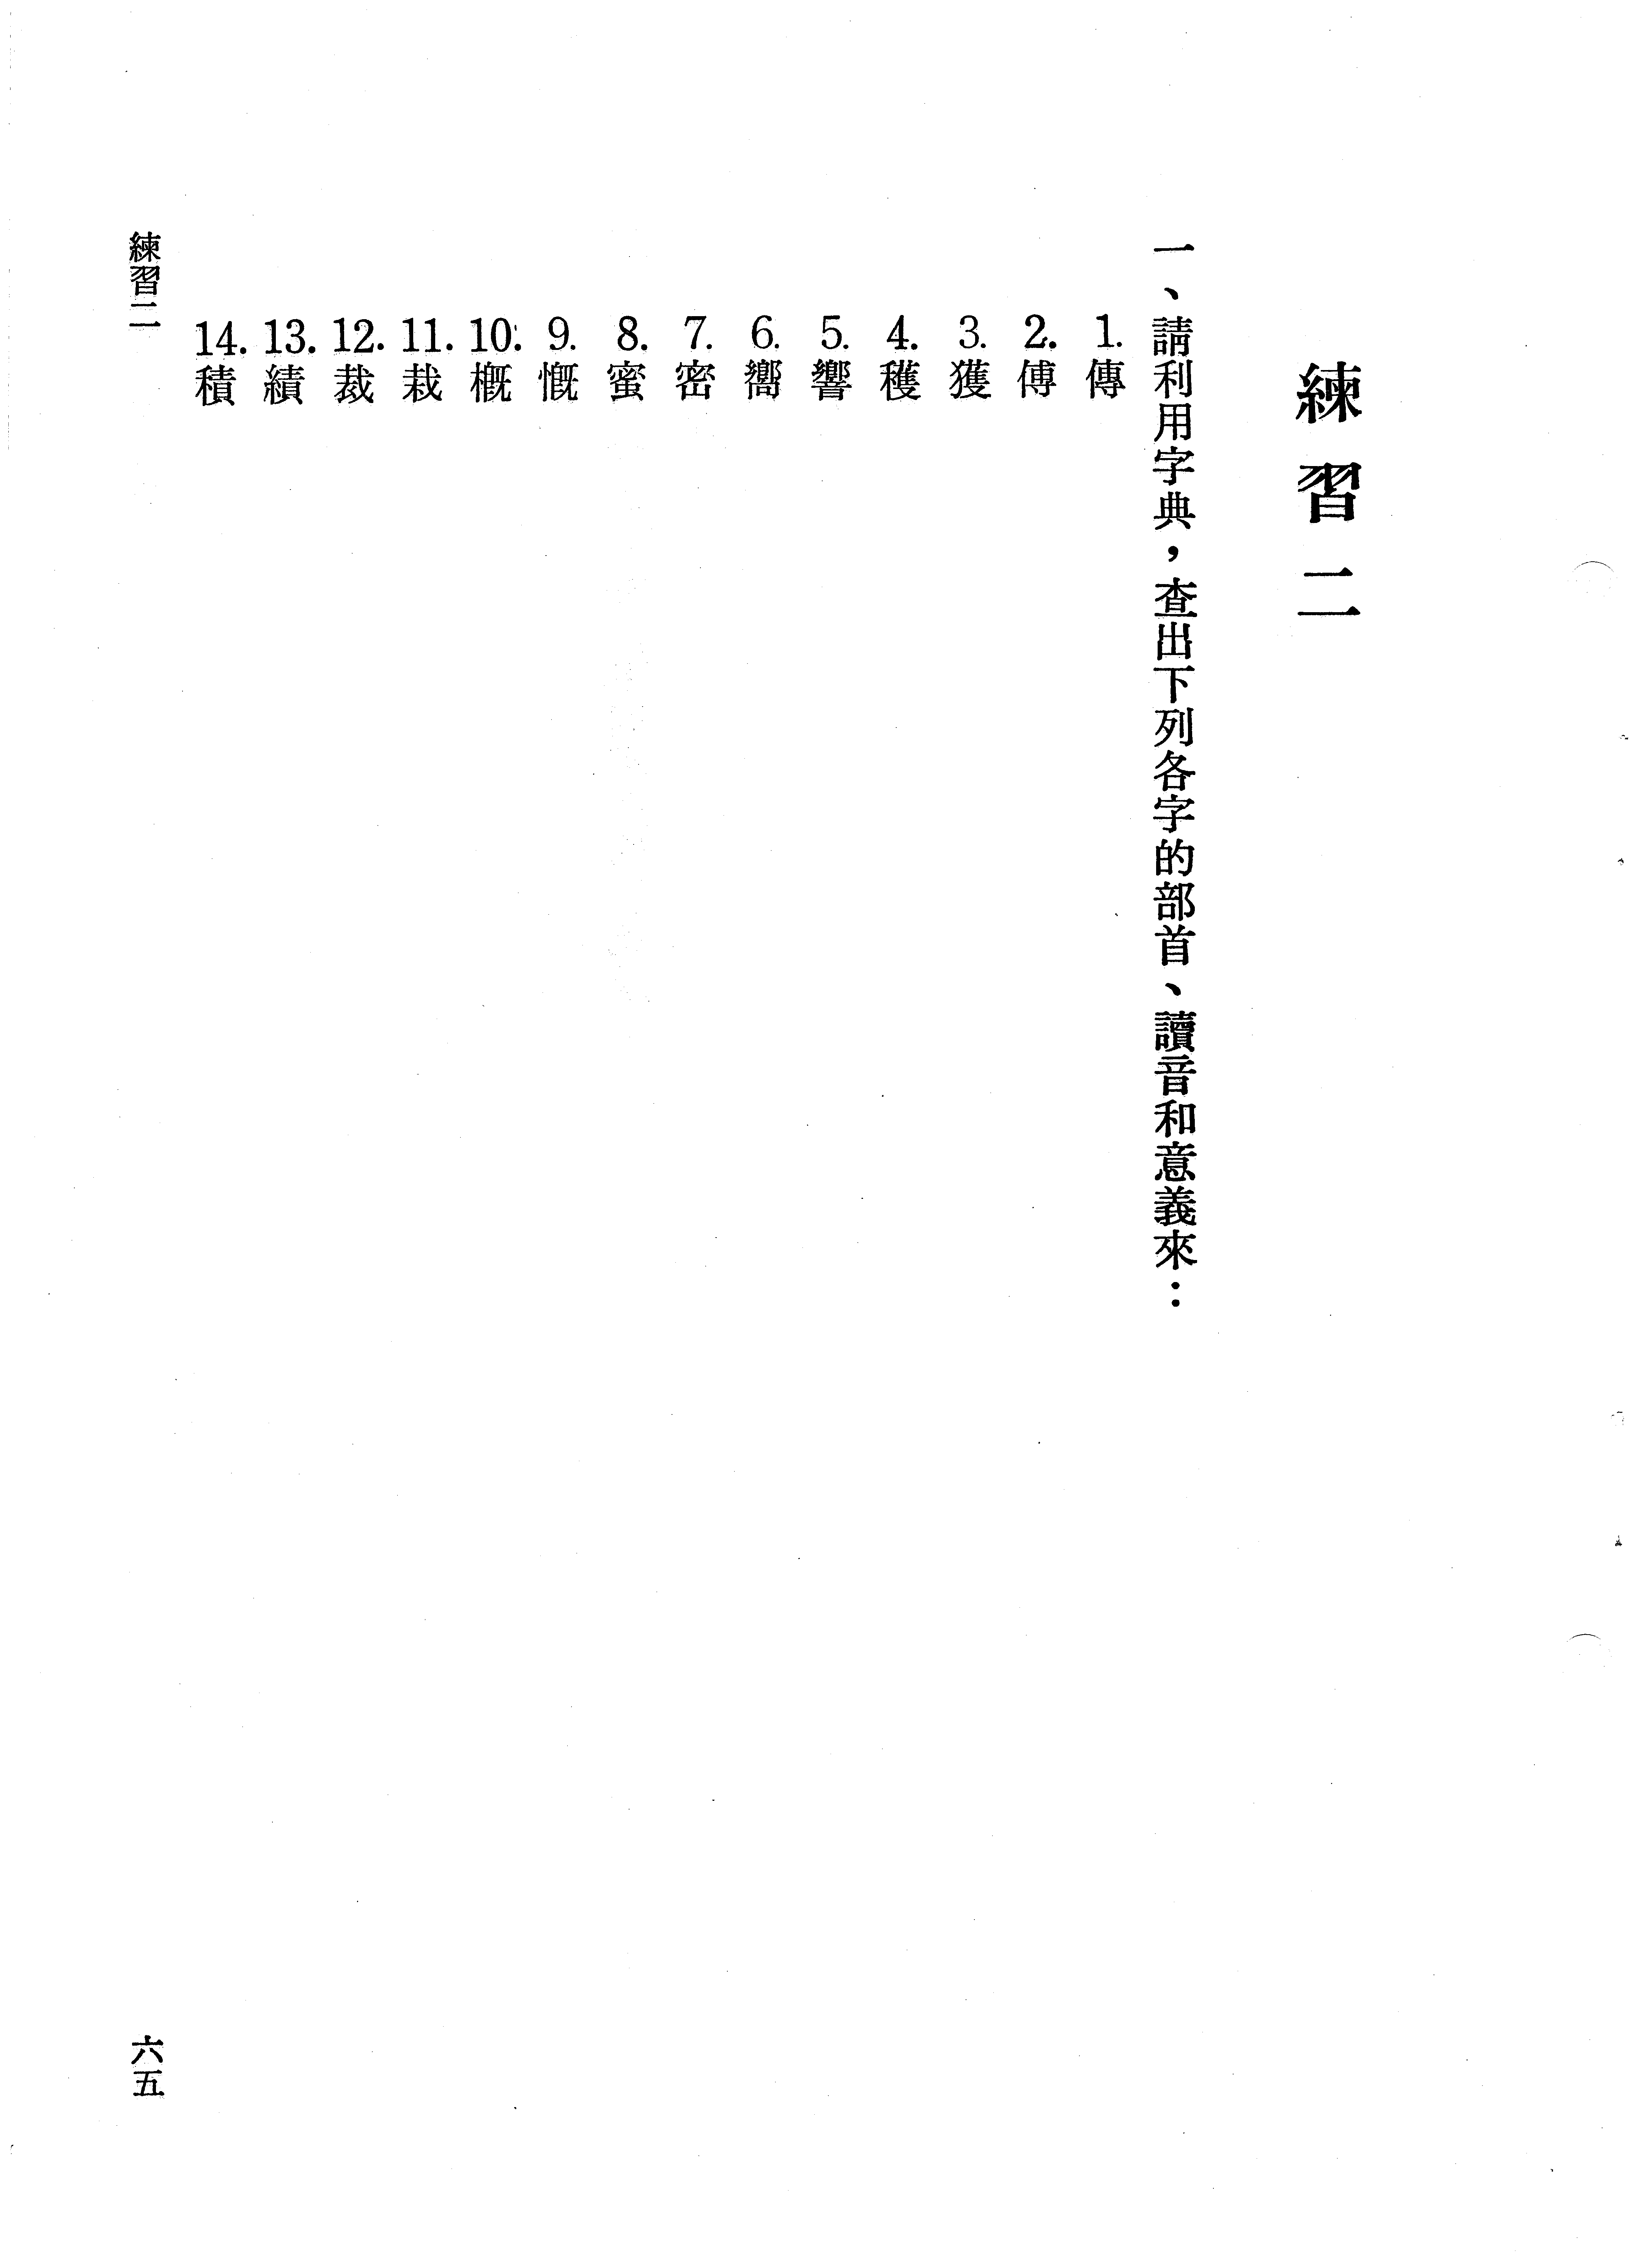 練習二
一、請利用字典，查出下列各字的部首、讀音和意義來：
1.傳
2.傅
3.獲
4.穫
5.響
6.嚮
7.密
8.蜜
9.慨
10.概
11.栽
12.裁
13.績
14.積
練習二
六五